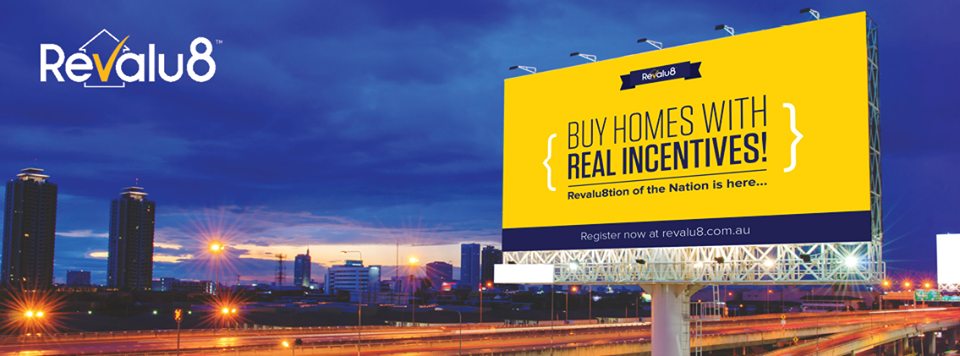 Revalu8™
Revalu8
BUY HOMES WITH
REAL INCENTIVES!
Revalu8tion of the Nation is here...
Register now at revalu8.com.au